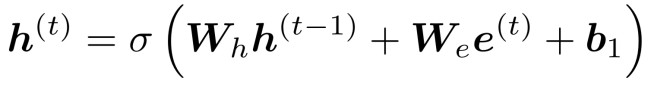 h^{(t)} = σ ( W_h h^{(t−1)} + W_e e^{(t)} + b_1 )